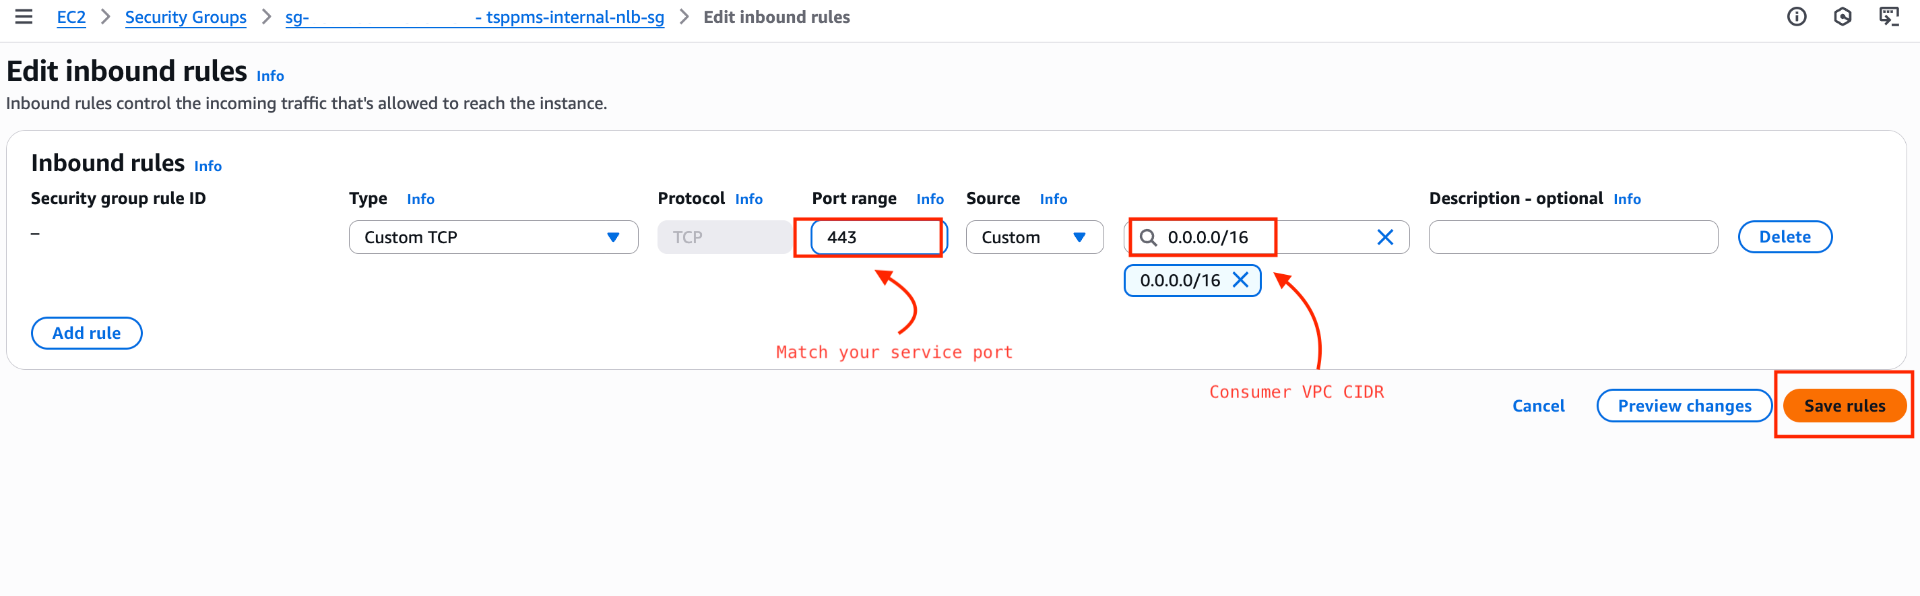 EC2 > Security Groups > sg- - tsppms-internal-nlb-sg > Edit inbound rules
Edit inbound rules Info
Inbound rules control the incoming traffic that's allowed to reach the instance.
Inbound rules Info
Security group rule ID Type Info Protocol Info Port range Info Source Info Description - optional Info
– Custom TCP TCP 443 Custom 0.0.0.0/16 Delete
0.0.0.0/16
Add rule
Match your service port
Consumer VPC CIDR
Cancel Preview changes Save rules